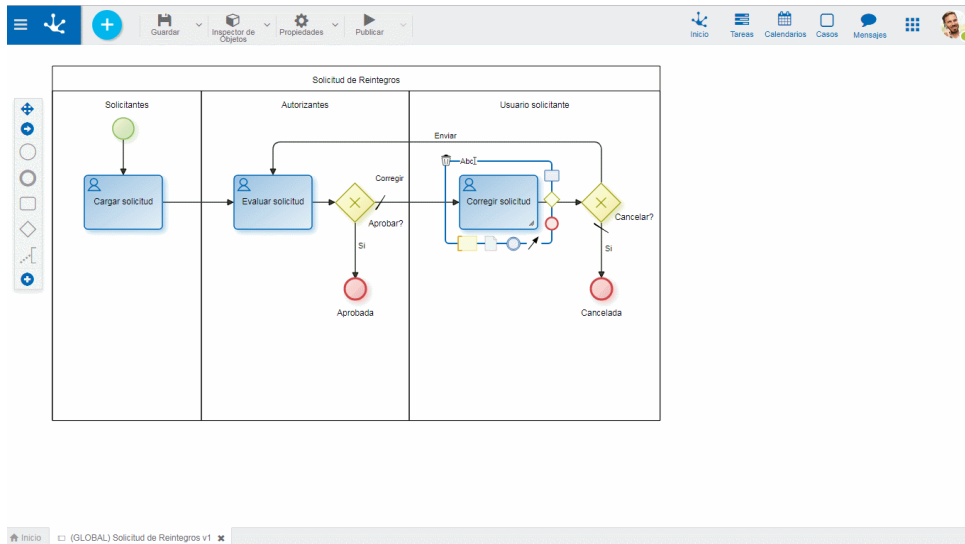 Guardar
Inspector de
Objetos
Propiedades
Publicar
Inicio
Tareas
Calendarios
Casos
Mensajes
Solicitud de Reintegros
Solicitantes
Autorizantes
Usuario solicitante
Enviar
Abc
Corregir
Cargar solicitud
Evaluar solicitud
Corregir solicitud
Aprobar?
Cancelar?
Si
Si
Aprobada
Cancelada
Inicio
(GLOBAL) Solicitud de Reintegros v1